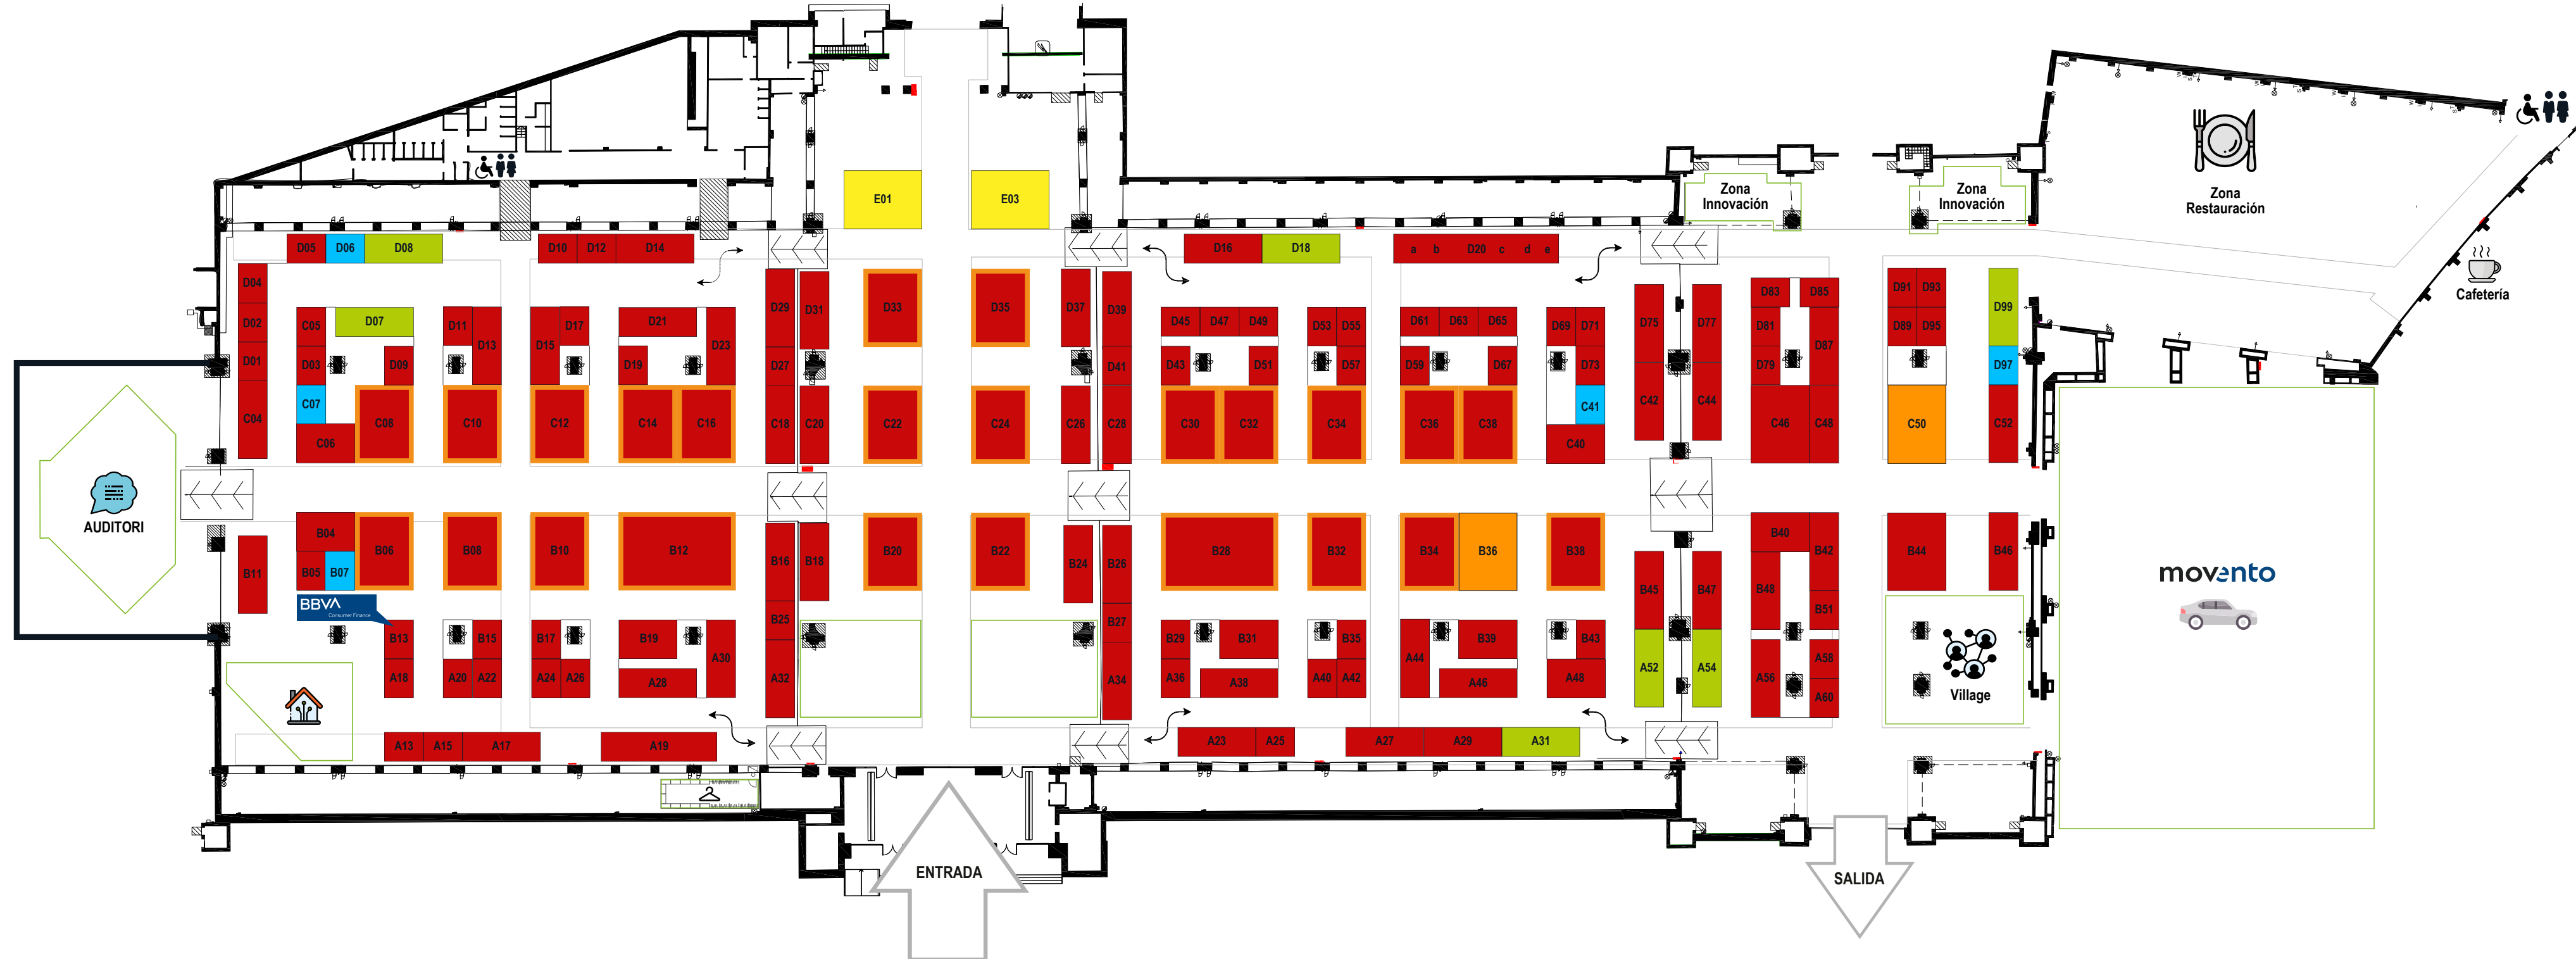 E01
E03
Zona
Innovación
Zona
Innovación
Zona
Restauración
Cafetería
D05 D06 D08 D10 D12 D14 D16 D18 a b D20 c d e
D04 D02 D01 C04
C05 D07 D03 D09 C07 C06 C08
D11 D13 C10
D15 D17 C12
D21 D19 D23 C14 C16
D29 D27 C18 D31 C20
D33 C22
D35 C24
D37 C26 D39 D41 C28
D45 D47 D49 D43 D51 C30 C32
D53 D55 D57 C34
D61 D63 D65 D59 D67 C36 C38
D69 D71 D73 C41 C40
D75 C42 D77 C44
D83 D85 D81 D79 D87 C46 C48
D91 D93 D89 D95 C50
D99 D97 C52
AUDITORI
B11
B04 B05 B07 B06
BBVA
Consumer Finance
B13 A18
B08 B15 A20 A22
B10 B17 A24 A26
B12 B19 A30 A28
B16 B25 A32 B18
B20
B22
B24 B26 B27 A34
B28 B29 B31 A36 A38
B32 B35 A40 A42
B34 B36 A44 B39 A46
B38 B43 A48
B45 A52 B47 A54
B40 B42 B48 B51 A56 A58 A60
B44 B46
Village
movento
A13 A15 A17 A19 A23 A25 A27 A29 A31
ENTRADA
SALIDA